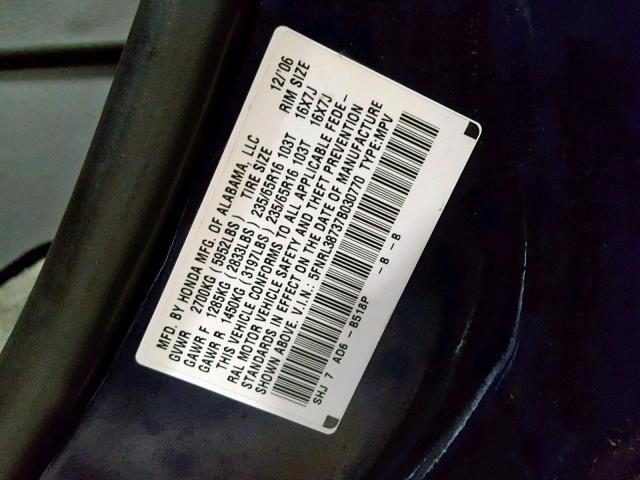 MFD. BY HONDA MFG. OF ALABAMA, LLC 12/'06
GVWR 2700KG (5952LBS) TIRE SIZE RIM SIZE
GAWR F 1285KG (2833LBS) 235/65R16 103T 16X7J
GAWR R 1450KG (3197LBS) 235/65R16 103T 16X7J
THIS VEHICLE CONFORMS TO ALL APPLICABLE FEDE-
RAL MOTOR VEHICLE SAFETY AND THEFT PREVENTION
STANDARDS IN EFFECT ON THE DATE OF MANUFACTURE
SHOWN ABOVE V.I.N.: 5FNRL38737B030770 TYPE:MPV
SHJ 7 AD6 - B518P - B - B